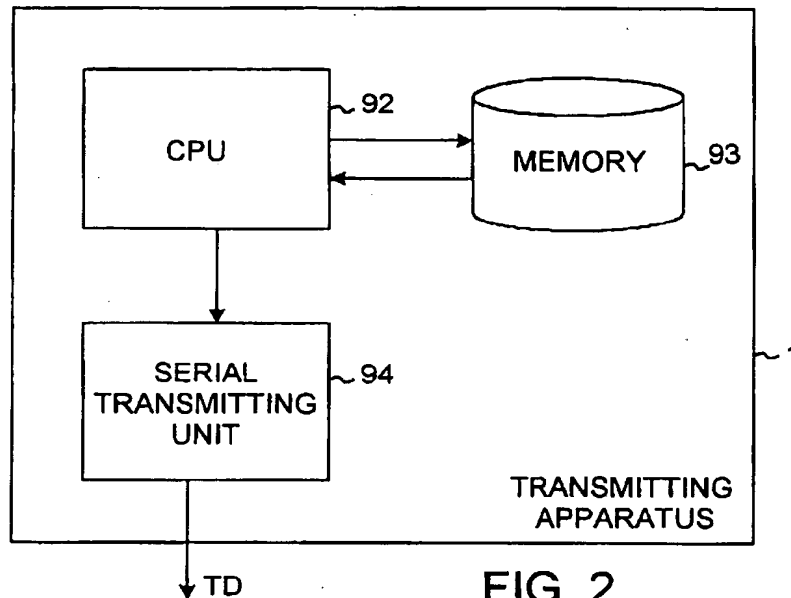 92
CPU
MEMORY
93
SERIAL
TRANSMITTING
UNIT
94
TRANSMITTING
APPARATUS
TD
FIG. 2